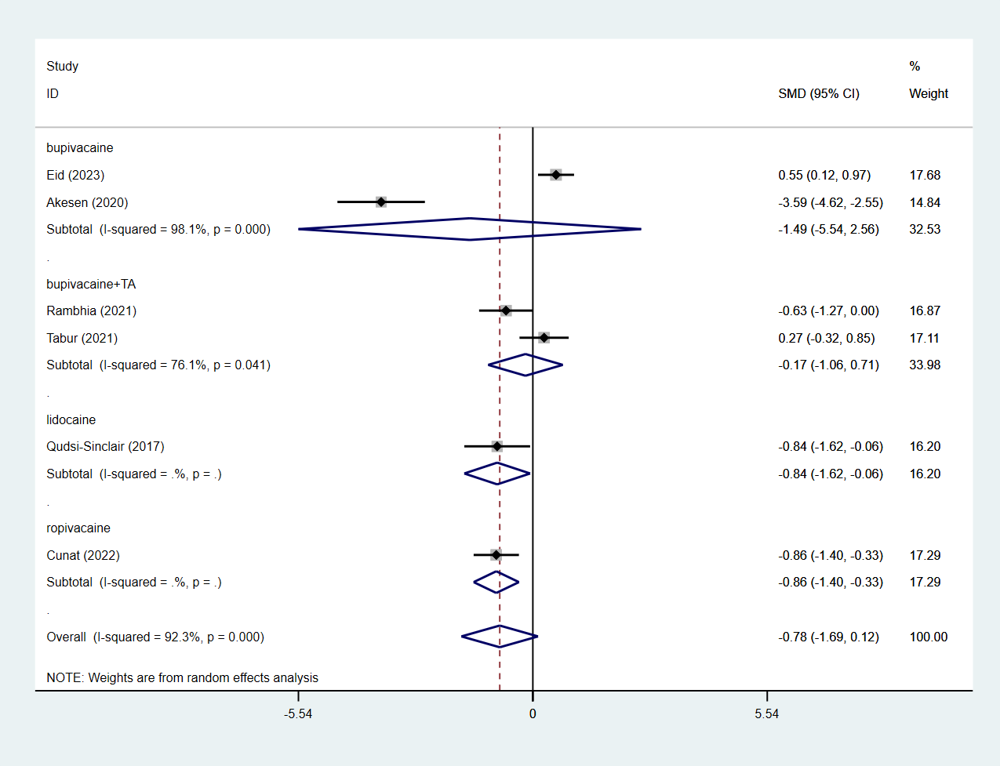 Study %
ID SMD (95% CI) Weight
bupivacaine
Eid (2023) 0.55 (0.12, 0.97) 17.68
Akesen (2020) -3.59 (-4.62, -2.55) 14.84
Subtotal (I-squared = 98.1%, p = 0.000) -1.49 (-5.54, 2.56) 32.53
.
bupivacaine+TA
Rambhia (2021) -0.63 (-1.27, 0.00) 16.87
Tabur (2021) 0.27 (-0.32, 0.85) 17.11
Subtotal (I-squared = 76.1%, p = 0.041) -0.17 (-1.06, 0.71) 33.98
.
lidocaine
Qudsi-Sinclair (2017) -0.84 (-1.62, -0.06) 16.20
Subtotal (I-squared = .%, p = .) -0.84 (-1.62, -0.06) 16.20
.
ropivacaine
Cunat (2022) -0.86 (-1.40, -0.33) 17.29
Subtotal (I-squared = .%, p = .) -0.86 (-1.40, -0.33) 17.29
.
Overall (I-squared = 92.3%, p = 0.000) -0.78 (-1.69, 0.12) 100.00
NOTE: Weights are from random effects analysis
-5.54 0 5.54